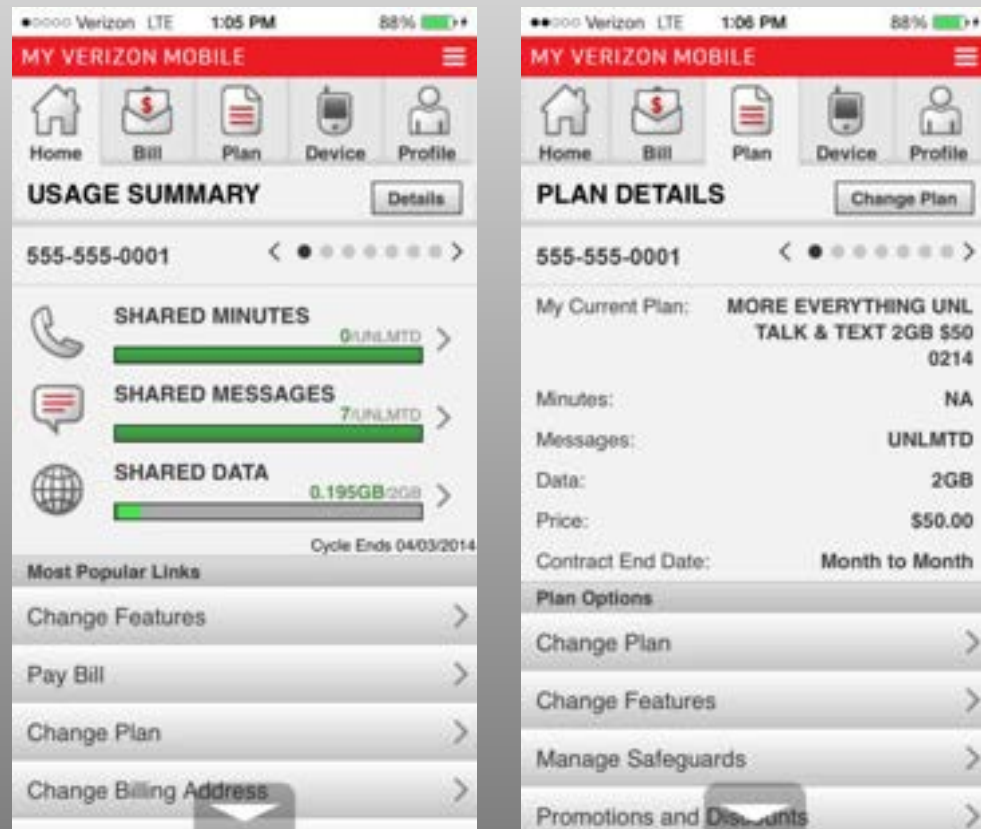 Verizon LTE 1:05 PM 88%
MY VERIZON MOBILE
Home Bill Plan Device Profile
USAGE SUMMARY Details
555-555-0001
SHARED MINUTES
0/UNLMTD
SHARED MESSAGES
7/UNLMTD
SHARED DATA
0.195GB/2GB
Cycle Ends 04/03/2014
Most Popular Links
Change Features
Pay Bill
Change Plan
Change Billing Address
Verizon LTE 1:06 PM 88%
MY VERIZON MOBILE
Home Bill Plan Device Profile
PLAN DETAILS Change Plan
555-555-0001
My Current Plan: MORE EVERYTHING UNL
TALK & TEXT 2GB $50
0214
Minutes: NA
Messages: UNLMTD
Data: 2GB
Price: $50.00
Contract End Date: Month to Month
Plan Options
Change Plan
Change Features
Manage Safeguards
Promotions and Discounts